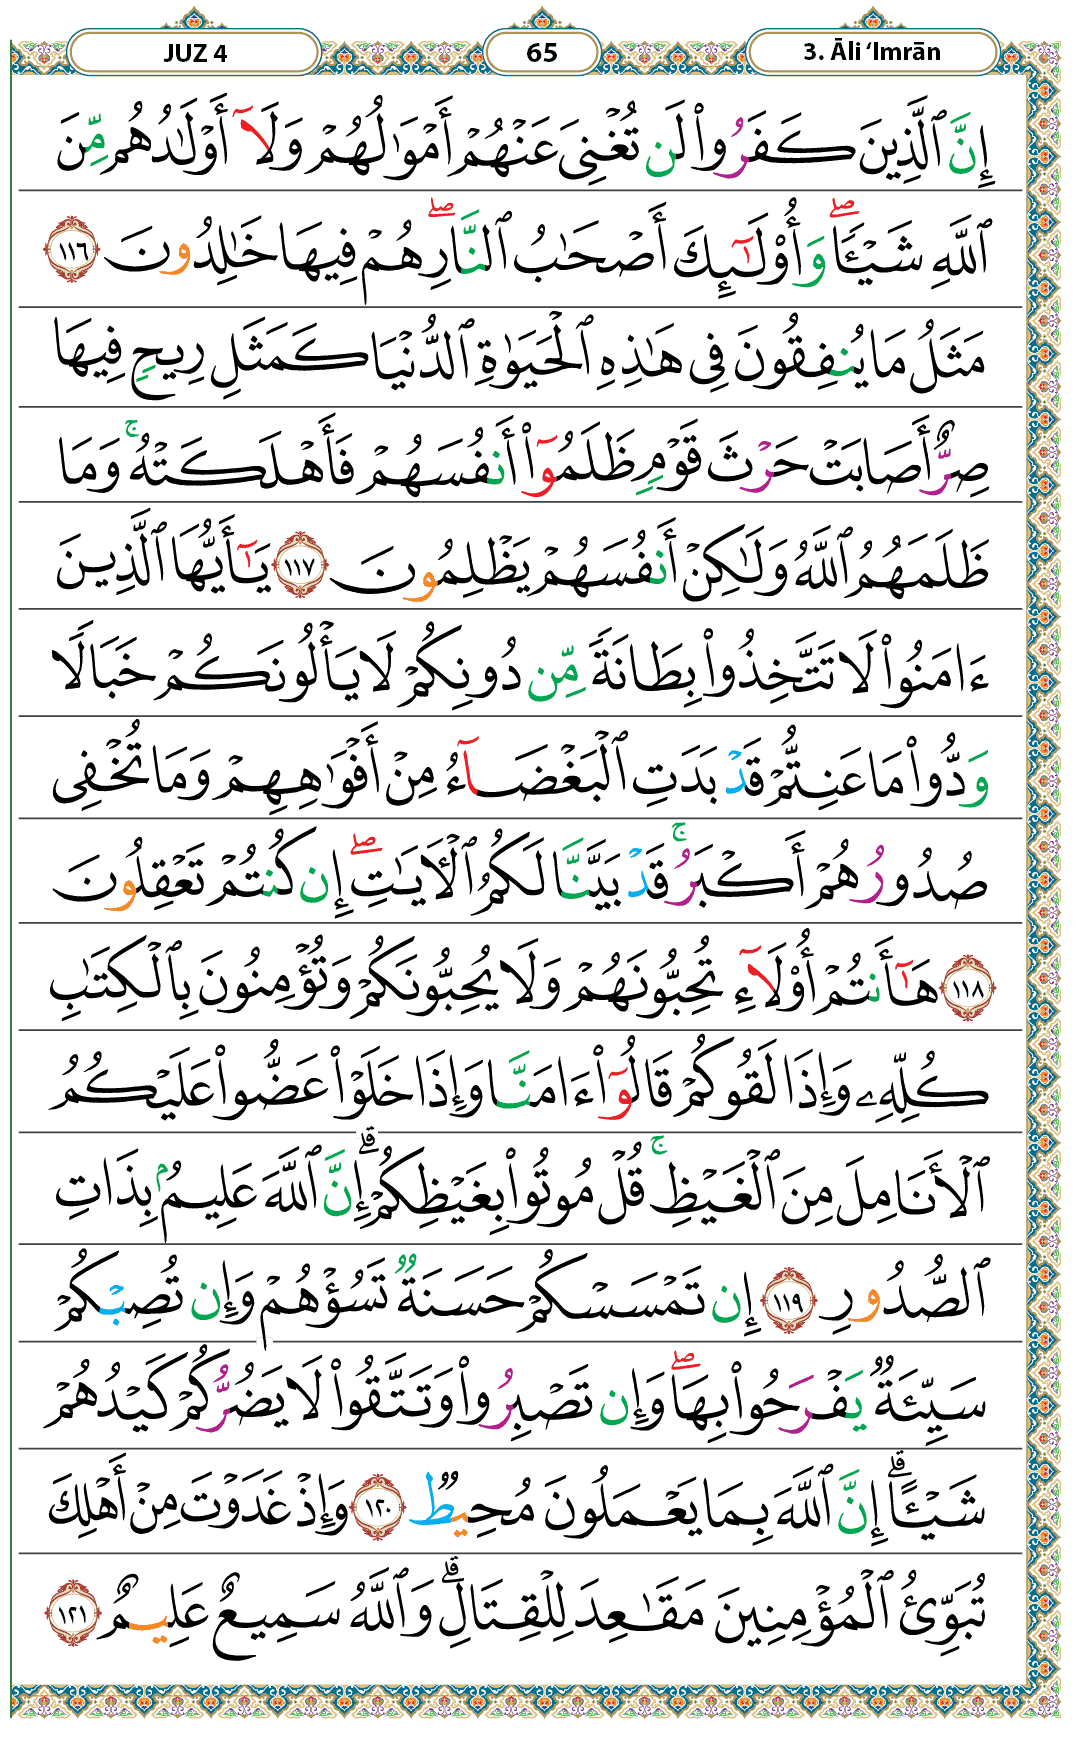 JUZ 4 65 3. Āli ‘Imrān
إِنَّ ٱلَّذِينَ كَفَرُوا۟ لَن تُغْنِىَ عَنْهُمْ أَمْوَٰلُهُمْ وَلَآ أَوْلَـٰدُهُم مِّنَ
ٱللَّهِ شَيْـًٔا ۖ وَأُو۟لَـٰٓئِكَ أَصْحَـٰبُ ٱلنَّارِ ۖ هُمْ فِيهَا خَـٰلِدُونَ ١١٦
مَثَلُ مَا يُنفِقُونَ فِى هَـٰذِهِ ٱلْحَيَوٰةِ ٱلدُّنْيَا كَمَثَلِ رِيحٍ فِيهَا
صِرٌّ أَصَابَتْ حَرْثَ قَوْمٍ ظَلَمُوٓا۟ أَنفُسَهُمْ فَأَهْلَكَتْهُ ۚ وَمَا
ظَلَمَهُمُ ٱللَّهُ وَلَـٰكِنْ أَنفُسَهُمْ يَظْلِمُونَ ١١٧ يَـٰٓأَيُّهَا ٱلَّذِينَ
ءَامَنُوا۟ لَا تَتَّخِذُوا۟ بِطَانَةً مِّن دُونِكُمْ لَا يَأْلُونَكُمْ خَبَالًا
وَدُّوا۟ مَا عَنِتُّمْ قَدْ بَدَتِ ٱلْبَغْضَآءُ مِنْ أَفْوَٰهِهِمْ وَمَا تُخْفِى
صُدُورُهُمْ أَكْبَرُ ۚ قَدْ بَيَّنَّا لَكُمُ ٱلْـَٔايَـٰتِ ۖ إِن كُنتُمْ تَعْقِلُونَ
١١٨ هَـٰٓأَنتُمْ أُو۟لَآءِ تُحِبُّونَهُمْ وَلَا يُحِبُّونَكُمْ وَتُؤْمِنُونَ بِٱلْكِتَـٰبِ
كُلِّهِۦ وَإِذَا لَقُوكُمْ قَالُوٓا۟ ءَامَنَّا وَإِذَا خَلَوْا۟ عَضُّوا۟ عَلَيْكُمُ
ٱلْأَنَامِلَ مِنَ ٱلْغَيْظِ ۚ قُلْ مُوتُوا۟ بِغَيْظِكُمْ ۗ إِنَّ ٱللَّهَ عَلِيمٌۢ بِذَاتِ
ٱلصُّدُورِ ١١٩ إِن تَمْسَسْكُمْ حَسَنَةٌ تَسُؤْهُمْ وَإِن تُصِبْكُمْ
سَيِّئَةٌ يَفْرَحُوا۟ بِهَا ۖ وَإِن تَصْبِرُوا۟ وَتَتَّقُوا۟ لَا يَضُرُّكُمْ كَيْدُهُمْ
شَيْـًٔا ۗ إِنَّ ٱللَّهَ بِمَا يَعْمَلُونَ مُحِيطٌ ١٢٠ وَإِذْ غَدَوْتَ مِنْ أَهْلِكَ
تُبَوِّئُ ٱلْمُؤْمِنِينَ مَقَـٰعِدَ لِلْقِتَالِ ۗ وَٱللَّهُ سَمِيعٌ عَلِيمٌ ١٢١